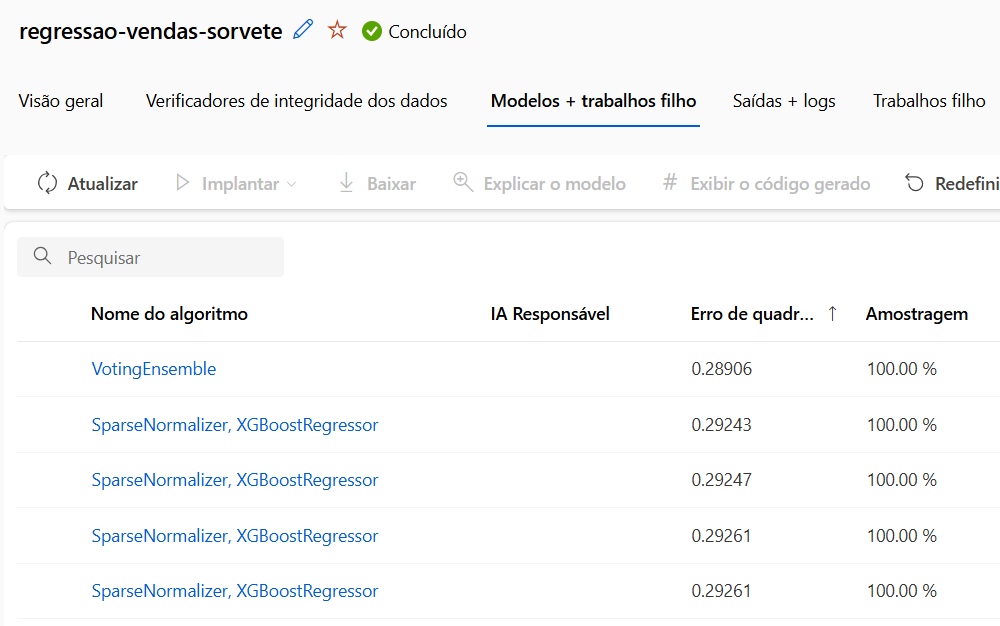 regressao-vendas-sorvete Concluído
Visão geral Verificadores de integridade dos dados Modelos + trabalhos filho Saídas + logs Trabalhos filho
Atualizar Implantar Baixar Explicar o modelo # Exibir o código gerado Redefini
Pesquisar
Nome do algoritmo IA Responsável Erro de quadr... ↑ Amostragem
VotingEnsemble 0.28906 100.00 %
SparseNormalizer, XGBoostRegressor 0.29243 100.00 %
SparseNormalizer, XGBoostRegressor 0.29247 100.00 %
SparseNormalizer, XGBoostRegressor 0.29261 100.00 %
SparseNormalizer, XGBoostRegressor 0.29261 100.00 %